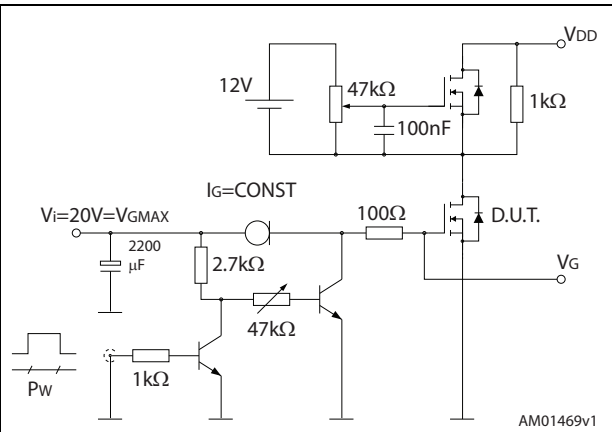 VDD
12V
47kΩ
1kΩ
100nF
IG=CONST
Vi=20V=VGMAX
100Ω
D.U.T.
2200
μF
2.7kΩ
VG
47kΩ
1kΩ
PW
AM01469v1